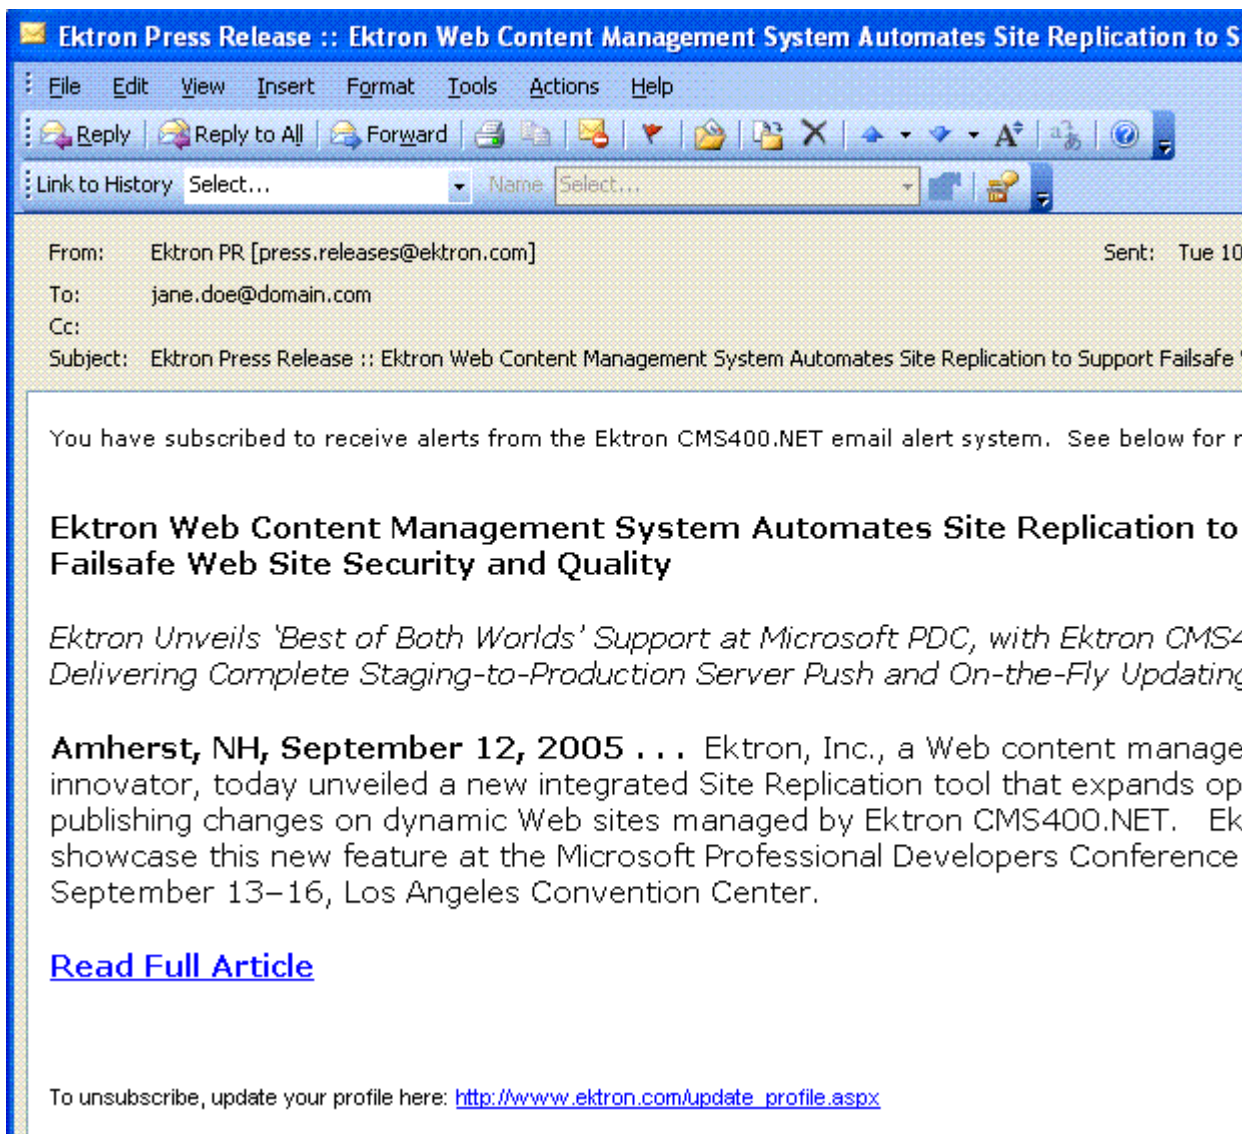 Ektron Press Release :: Ektron Web Content Management System Automates Site Replication to S
File Edit View Insert Format Tools Actions Help
Reply Reply to All Forward
Link to History Select... Name Select...
From: Ektron PR [press.releases@ektron.com] Sent: Tue 10
To: jane.doe@domain.com
Cc:
Subject: Ektron Press Release :: Ektron Web Content Management System Automates Site Replication to Support Failsafe
You have subscribed to receive alerts from the Ektron CMS400.NET email alert system. See below for r
Ektron Web Content Management System Automates Site Replication to
Failsafe Web Site Security and Quality
Ektron Unveils ‘Best of Both Worlds’ Support at Microsoft PDC, with Ektron CMS4
Delivering Complete Staging-to-Production Server Push and On-the-Fly Updating
Amherst, NH, September 12, 2005 . . . Ektron, Inc., a Web content manage
innovator, today unveiled a new integrated Site Replication tool that expands op
publishing changes on dynamic Web sites managed by Ektron CMS400.NET. Ek
showcase this new feature at the Microsoft Professional Developers Conference
September 13–16, Los Angeles Convention Center.
Read Full Article
To unsubscribe, update your profile here: http://www.ektron.com/update_profile.aspx